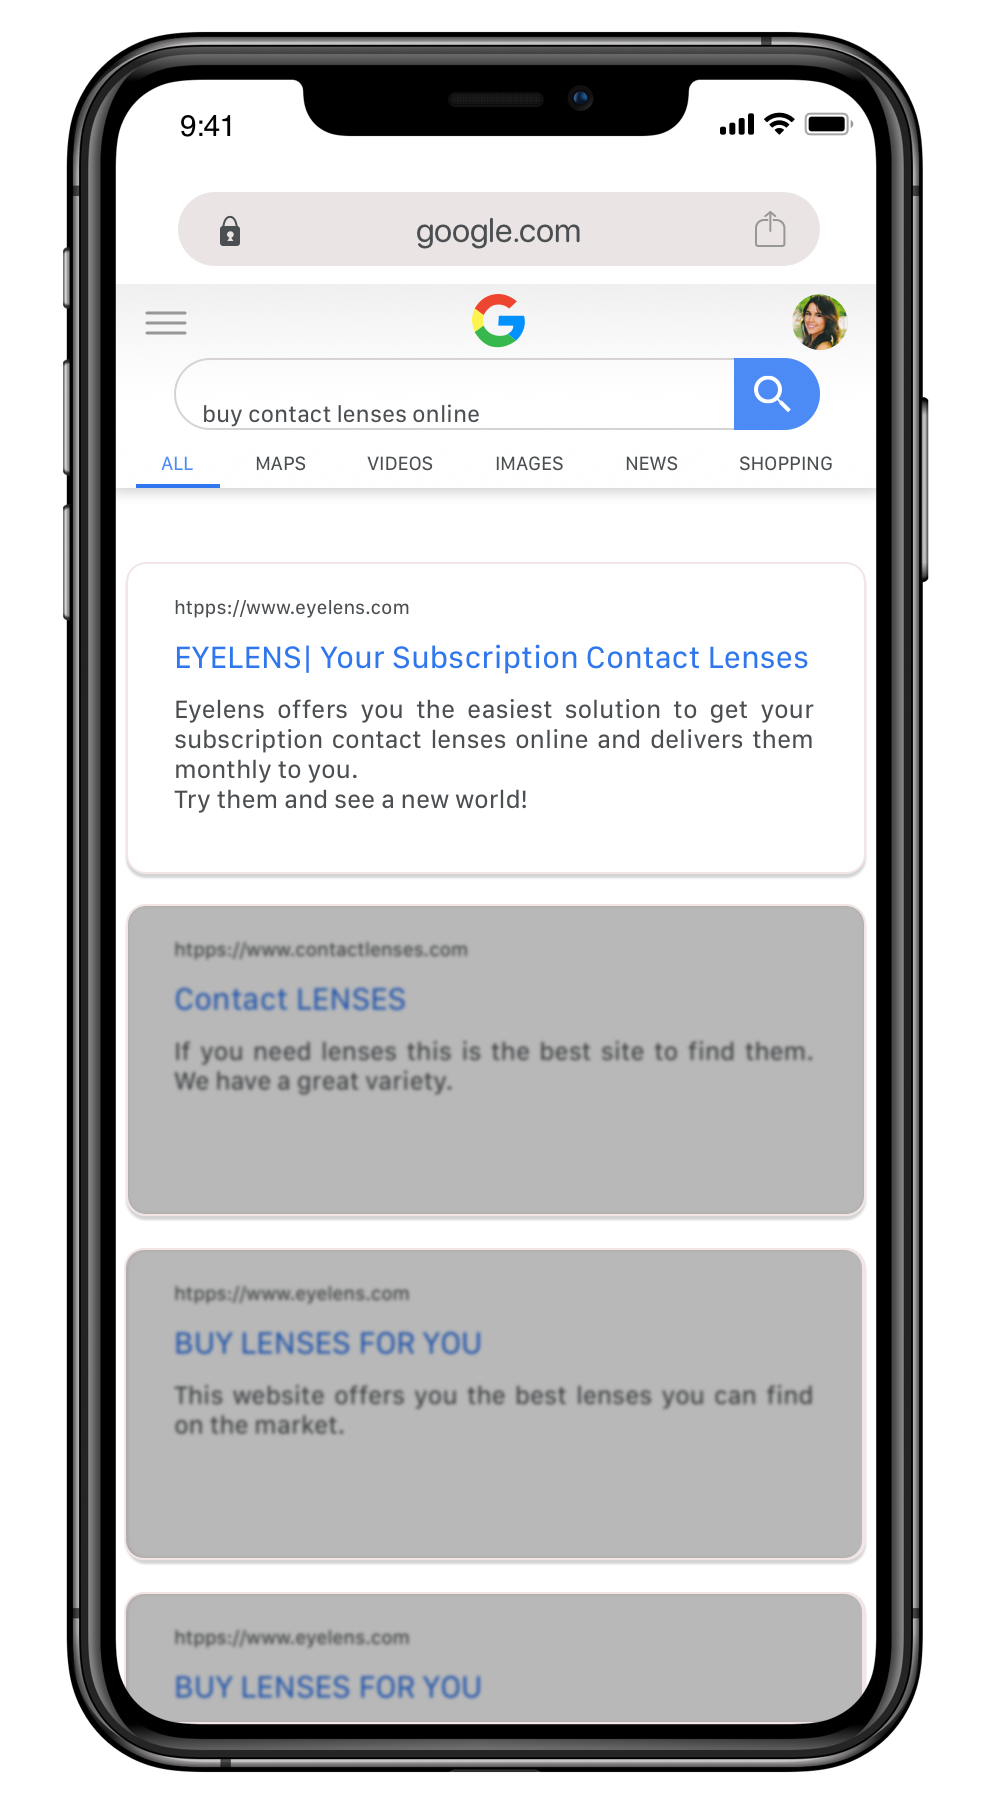 9:41
google.com
buy contact lenses online
ALL MAPS VIDEOS IMAGES NEWS SHOPPING
htpps://www.eyelens.com
EYELENS| Your Subscription Contact Lenses
Eyelens offers you the easiest solution to get your
subscription contact lenses online and delivers them
monthly to you.
Try them and see a new world!
htpps://www.contactlenses.com
Contact LENSES
If you need lenses this is the best site to find them.
We have a great variety.
htpps://www.eyelens.com
BUY LENSES FOR YOU
This website offers you the best lenses you can find
on the market.
htpps://www.eyelens.com
BUY LENSES FOR YOU